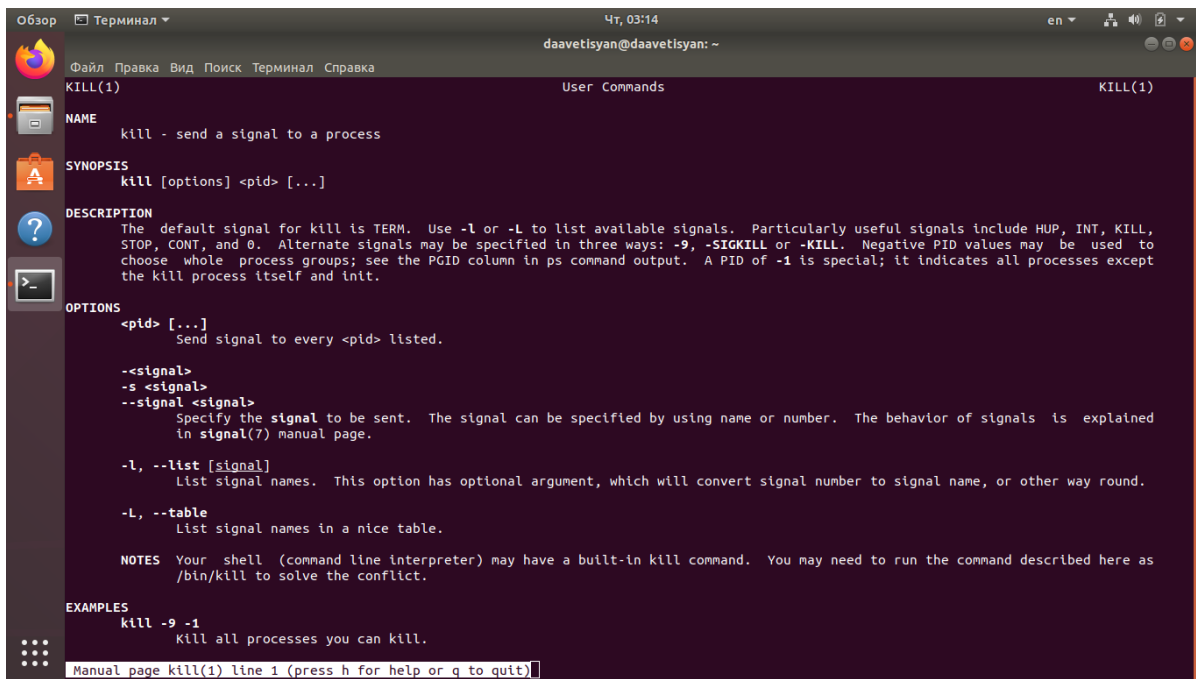 Обзор Терминал Чт, 03:14 en
daavetisyan@daavetisyan: ~
Файл Правка Вид Поиск Терминал Справка
KILL(1) User Commands KILL(1)
NAME
kill - send a signal to a process
SYNOPSIS
kill [options] <pid> [...]
DESCRIPTION
The default signal for kill is TERM. Use -l or -L to list available signals. Particularly useful signals include HUP, INT, KILL,
STOP, CONT, and 0. Alternate signals may be specified in three ways: -9, -SIGKILL or -KILL. Negative PID values may be used to
choose whole process groups; see the PGID column in ps command output. A PID of -1 is special; it indicates all processes except
the kill process itself and init.
OPTIONS
<pid> [...]
Send signal to every <pid> listed.
-<signal>
-s <signal>
--signal <signal>
Specify the signal to be sent. The signal can be specified by using name or number. The behavior of signals is explained
in signal(7) manual page.
-l, --list [signal]
List signal names. This option has optional argument, which will convert signal number to signal name, or other way round.
-L, --table
List signal names in a nice table.
NOTES Your shell (command line interpreter) may have a built-in kill command. You may need to run the command described here as
/bin/kill to solve the conflict.
EXAMPLES
kill -9 -1
Kill all processes you can kill.
Manual page kill(1) line 1 (press h for help or q to quit)